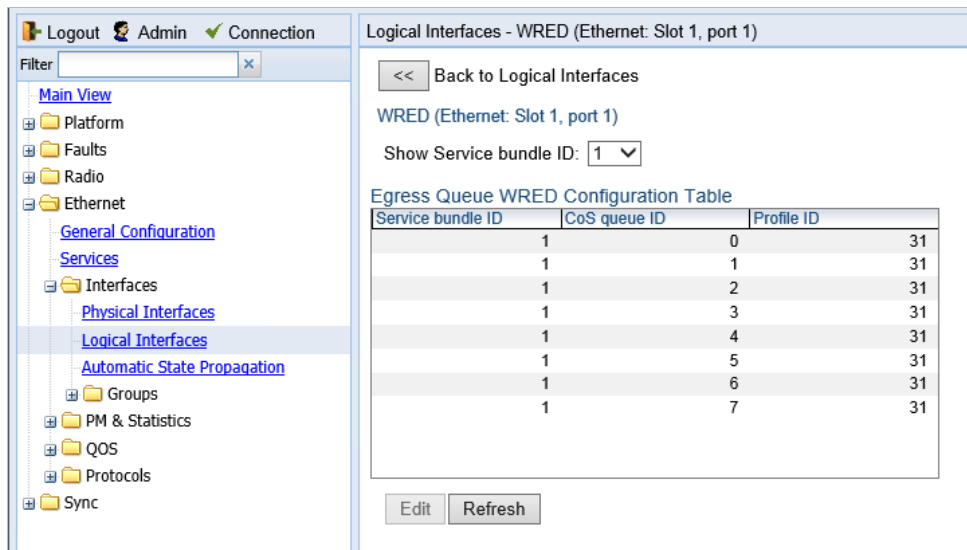 Logout Admin Connection
Filter
Main View
Platform
Faults
Radio
Ethernet
General Configuration
Services
Interfaces
Physical Interfaces
Logical Interfaces
Automatic State Propagation
Groups
PM & Statistics
QOS
Protocols
Sync
Logical Interfaces - WRED (Ethernet: Slot 1, port 1)
<< Back to Logical Interfaces
WRED (Ethernet: Slot 1, port 1)
Show Service bundle ID: 1
Egress Queue WRED Configuration Table
Service bundle ID CoS queue ID Profile ID
1 0 31
1 1 31
1 2 31
1 3 31
1 4 31
1 5 31
1 6 31
1 7 31
Edit Refresh